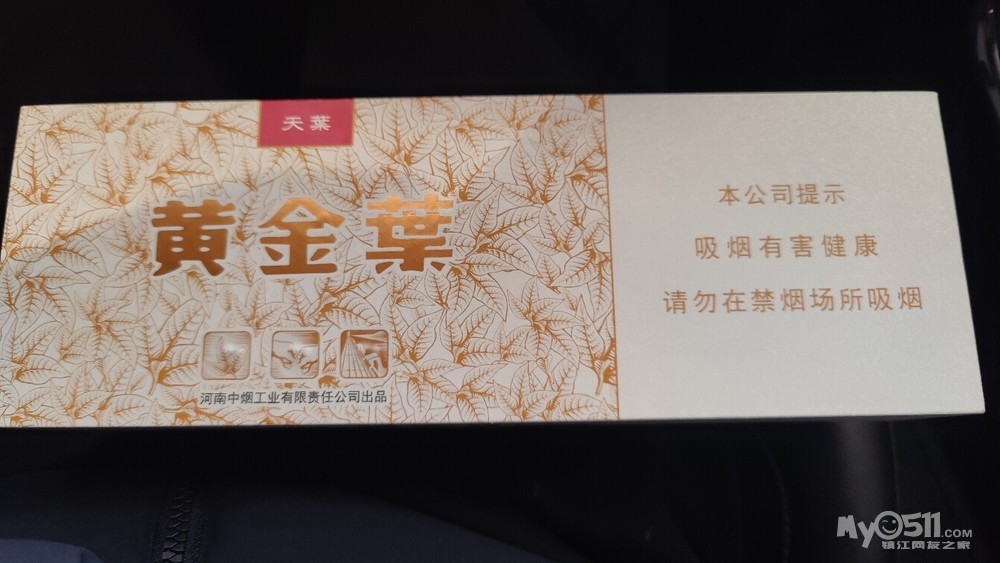 天葉
黄金葉
河南中烟工业有限责任公司出品
本公司提示
吸烟有害健康
请勿在禁烟场所吸烟
My0511.COM
镇江网友之家